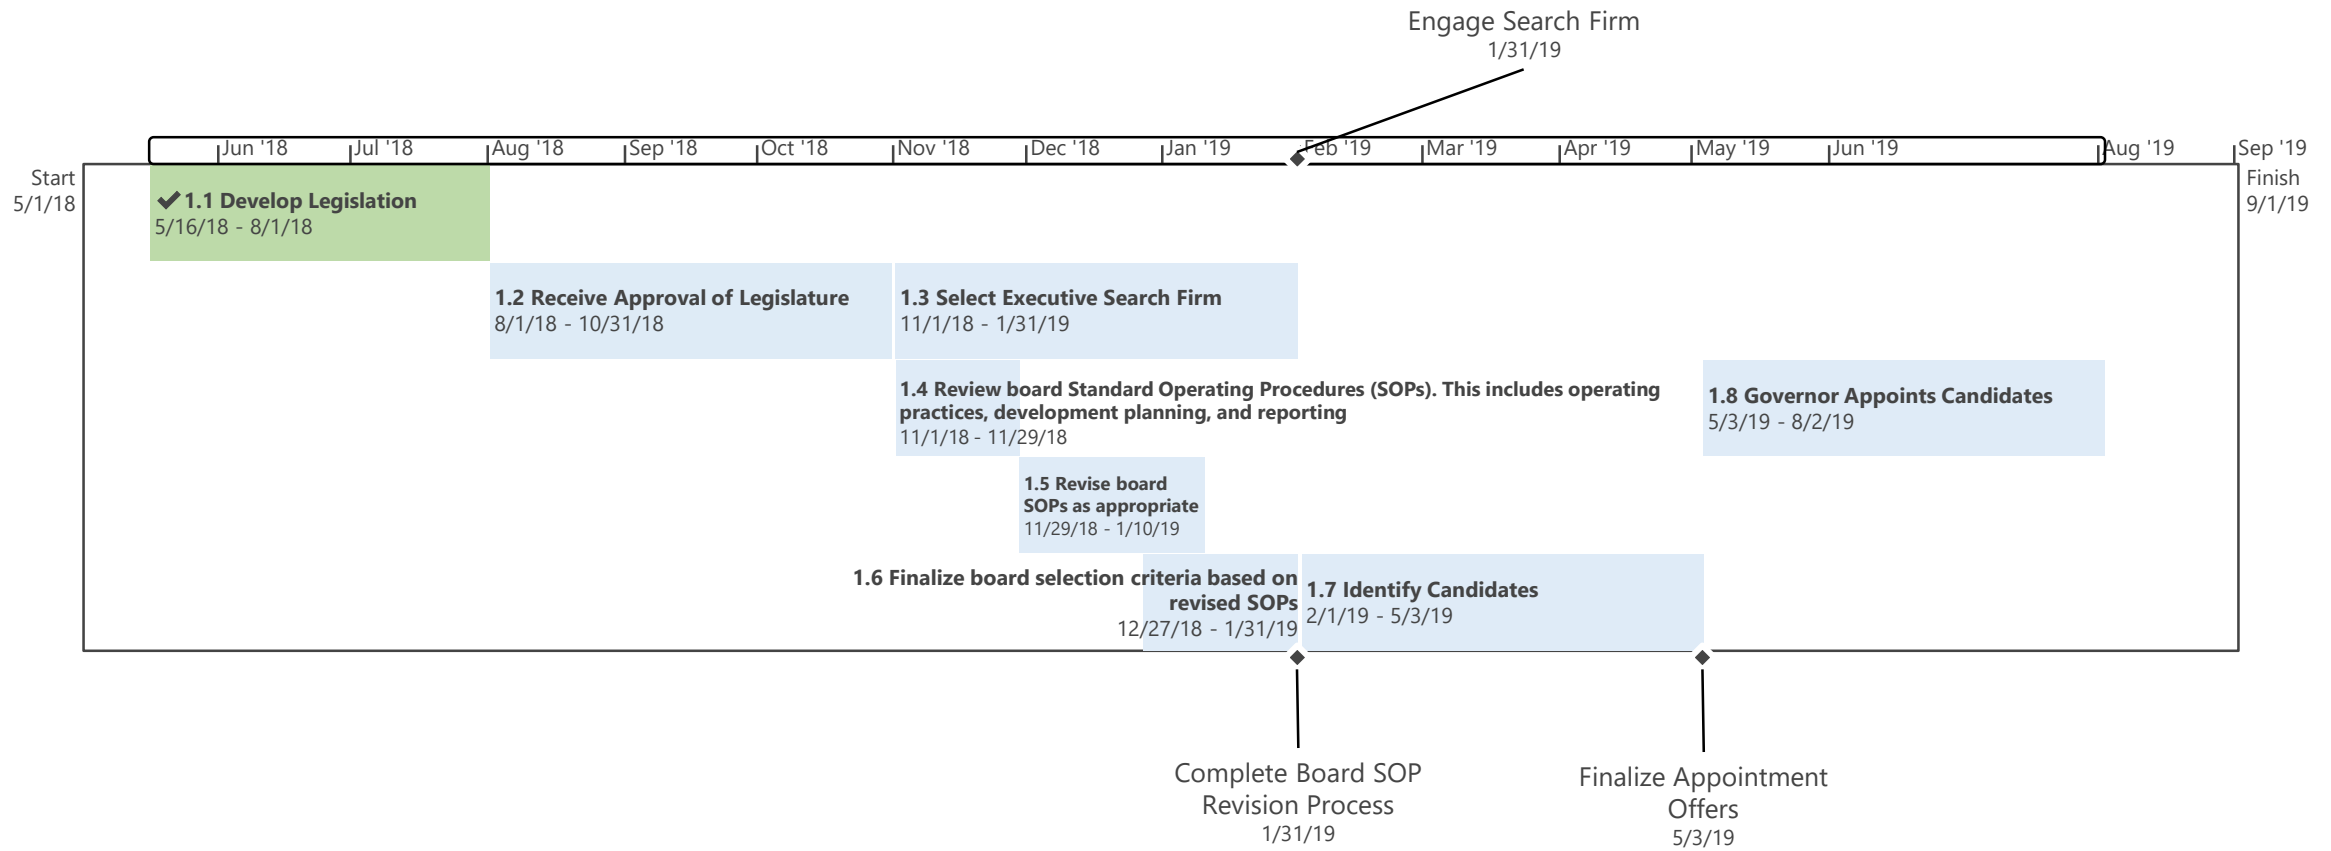 Engage Search Firm
1/31/19
Jun '18
Jul '18
Aug '18
Sep '18
Oct '18
Nov '18
Dec '18
Jan '19
Feb '19
Mar '19
Apr '19
May '19
Jun '19
Aug '19
Sep '19
Start
5/1/18
Finish
9/1/19
1.1 Develop Legislation
5/16/18 - 8/1/18
1.2 Receive Approval of Legislature
8/1/18 - 10/31/18
1.3 Select Executive Search Firm
11/1/18 - 1/31/19
1.4 Review board Standard Operating Procedures (SOPs). This includes operating
practices, development planning, and reporting
11/1/18 - 11/29/18
1.8 Governor Appoints Candidates
5/3/19 - 8/2/19
1.5 Revise board
SOPs as appropriate
11/29/18 - 1/10/19
1.6 Finalize board selection criteria based on
revised SOPs
12/27/18 - 1/31/19
1.7 Identify Candidates
2/1/19 - 5/3/19
Complete Board SOP
Revision Process
1/31/19
Finalize Appointment
Offers
5/3/19